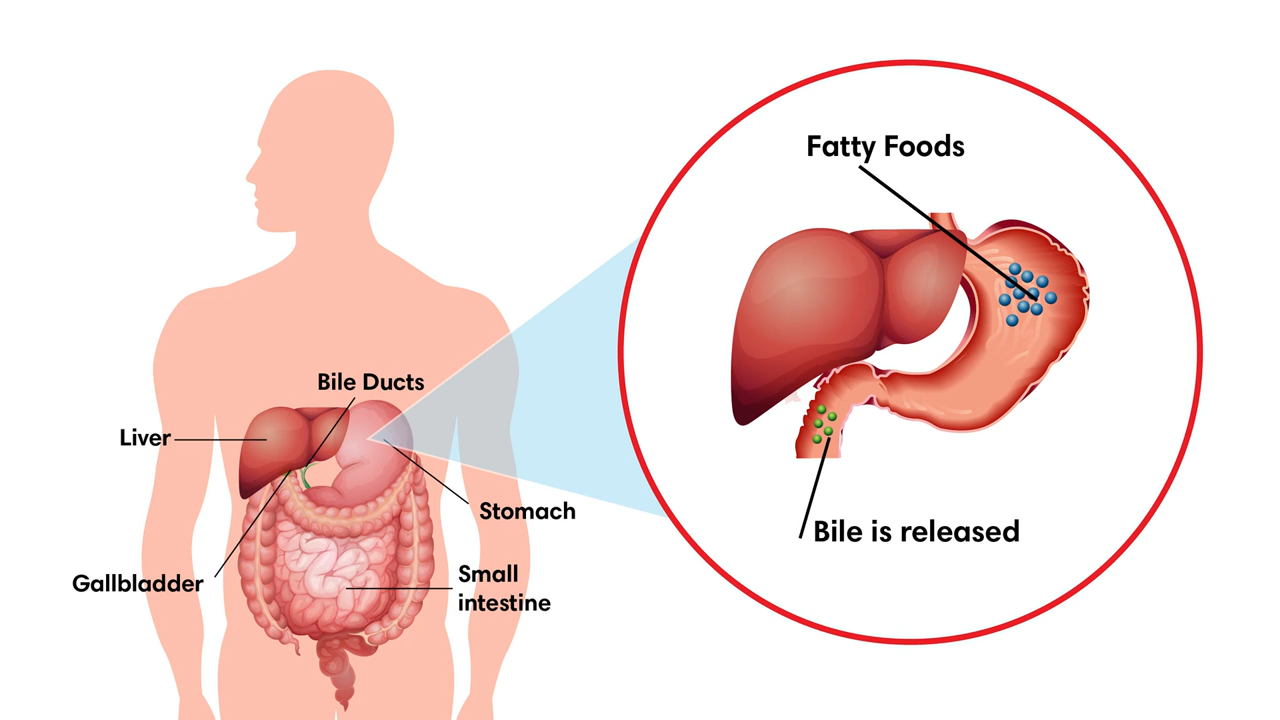 Fatty Foods
Bile Ducts
Liver
Stomach
Bile is released
Gallbladder
Small
intestine